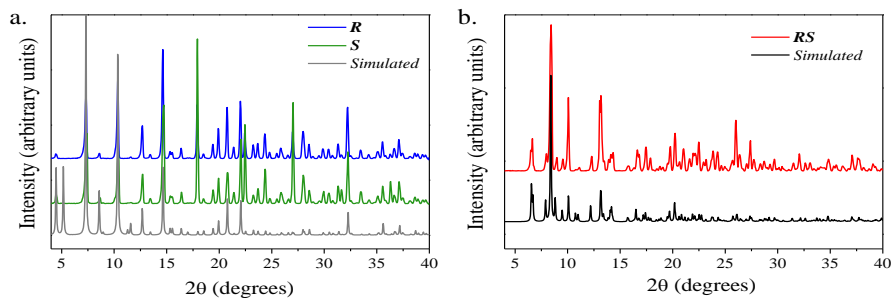 a.
R
S
Simulated
Intensity (arbitrary units)
5 10 15 20 25 30 35 40
2θ (degrees)
b.
RS
Simulated
Intensity (arbitrary units)
5 10 15 20 25 30 35 40
2θ (degrees)